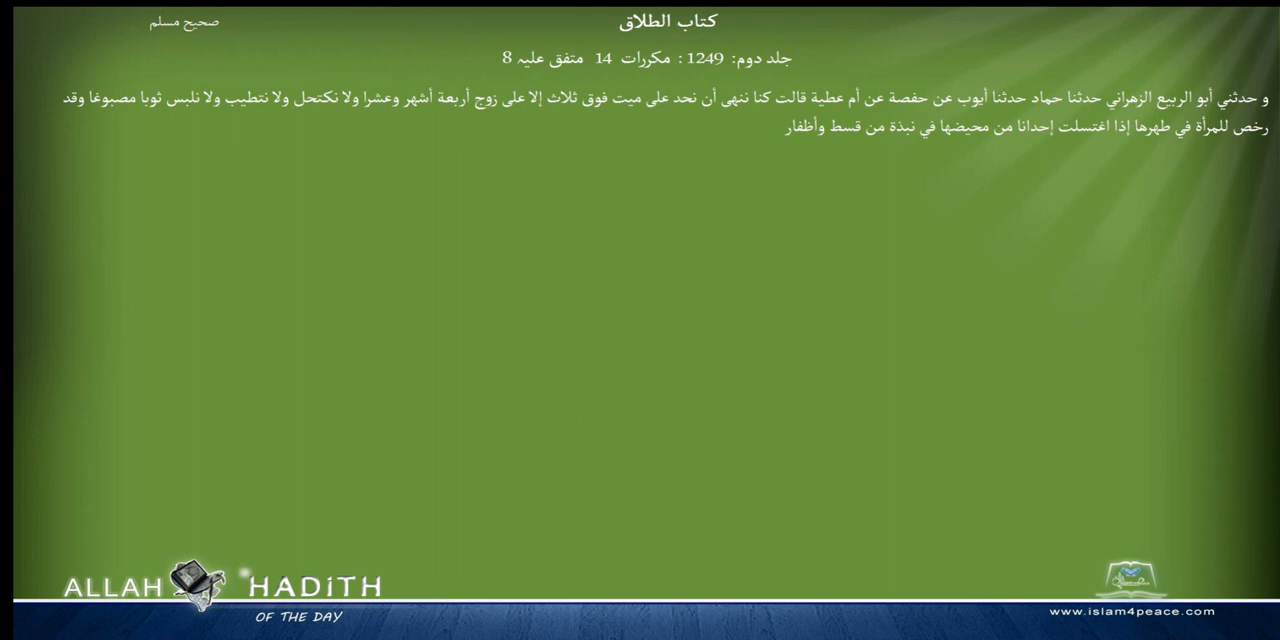 كتاب الطلاق
صحیح مسلم
جلد دوم: 1249 : مکررات 14 متفق علیہ 8
و حدثني أبو الربيع الزهراني حدثنا حماد حدثنا أيوب عن حفصة عن أم عطية قالت كنا ننهى أن نحد على ميت فوق ثلاث إلا على زوج أربعة أشهر وعشرا ولا نكتحل ولا نتطيب ولا نلبس ثوبا مصبوغا وقد
رخص للمرأة في طهرها إذا اغتسلت إحدانا من محيضها في نبذة من قسط وأظفار
ALLAH HADITH
OF THE DAY
www.islam4peace.com